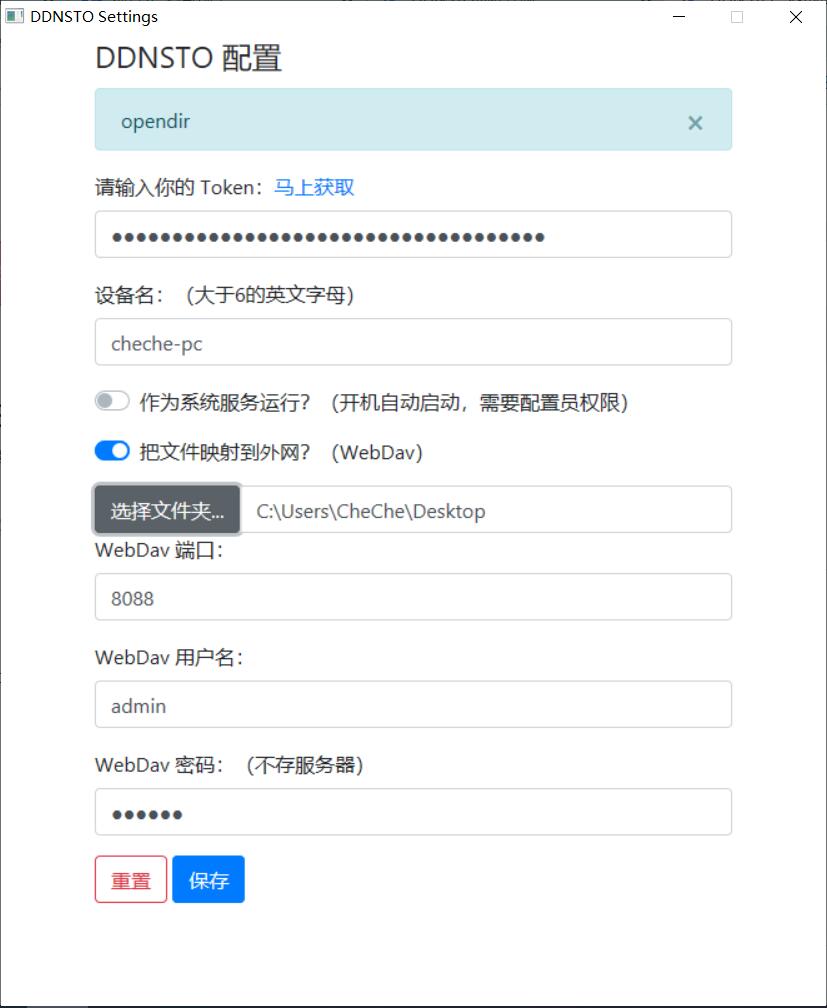 DDNSTO Settings
DDNSTO 配置
opendir ×
请输入你的 Token：马上获取
●●●●●●●●●●●●●●●●●●●●●●●●●●●●●●●●●●●●
设备名：（大于6的英文字母）
cheche-pc
作为系统服务运行？（开机自动启动，需要配置员权限）
把文件映射到外网？（WebDav）
选择文件夹... C:\Users\CheChe\Desktop
WebDav 端口：
8088
WebDav 用户名：
admin
WebDav 密码：（不存服务器）
●●●●●●
重置 保存